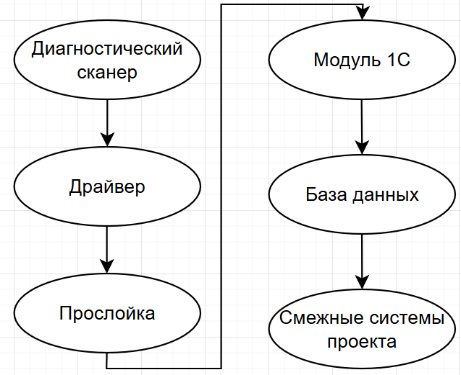 Диагностический
сканер
Драйвер
Прослойка
Модуль 1С
База данных
Смежные системы
проекта